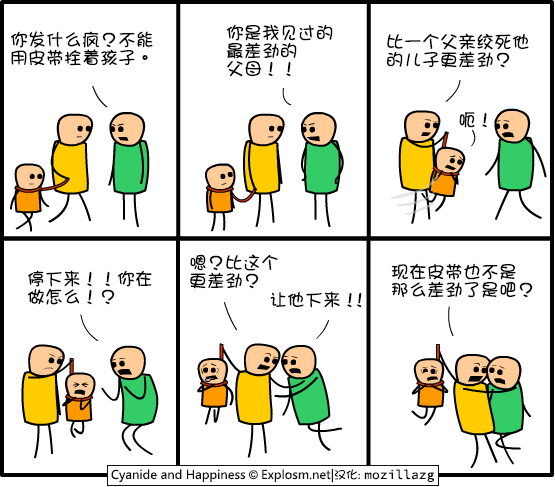 你发什么疯？不能
用皮带拴着孩子。
你是我见过的
最差劲的
父母！！
比一个父亲绞死他
的儿子更差劲？
呃！
停下来！！你在
做怎么！？
嗯？比这个
更差劲？
让他下来！！
现在皮带也不是
那么差劲了是吧？
Cyanide and Happiness © Explosm.net|汉化: mozillazg